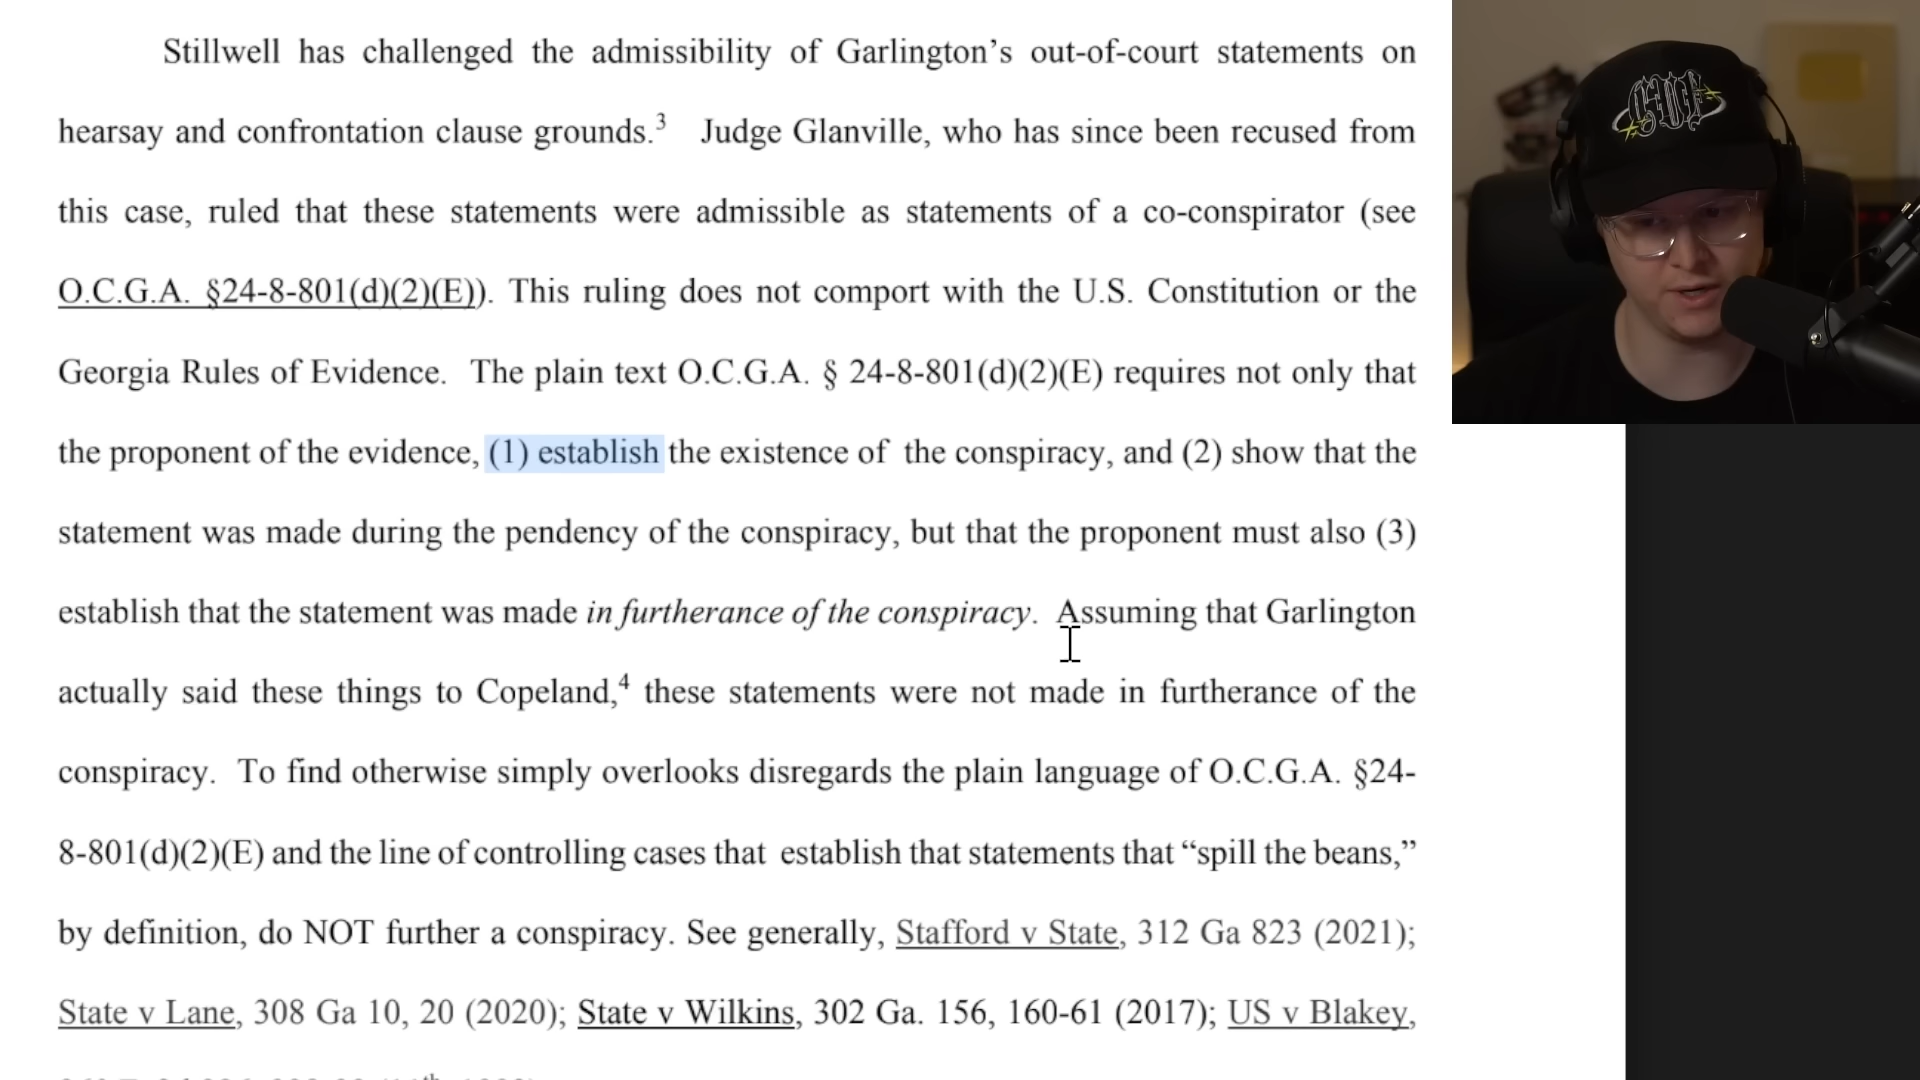 Stillwell has challenged the admissibility of Garlington’s out-of-court statements on
hearsay and confrontation clause grounds.3 Judge Glanville, who has since been recused from
this case, ruled that these statements were admissible as statements of a co-conspirator (see
O.C.G.A. §24-8-801(d)(2)(E)). This ruling does not comport with the U.S. Constitution or the
Georgia Rules of Evidence. The plain text O.C.G.A. § 24-8-801(d)(2)(E) requires not only that
the proponent of the evidence, (1) establish the existence of the conspiracy, and (2) show that the
statement was made during the pendency of the conspiracy, but that the proponent must also (3)
establish that the statement was made in furtherance of the conspiracy. Assuming that Garlington
actually said these things to Copeland,4 these statements were not made in furtherance of the
conspiracy. To find otherwise simply overlooks disregards the plain language of O.C.G.A. §24-
8-801(d)(2)(E) and the line of controlling cases that establish that statements that “spill the beans,”
by definition, do NOT further a conspiracy. See generally, Stafford v State, 312 Ga 823 (2021);
State v Lane, 308 Ga 10, 20 (2020); State v Wilkins, 302 Ga. 156, 160-61 (2017); US v Blakey,